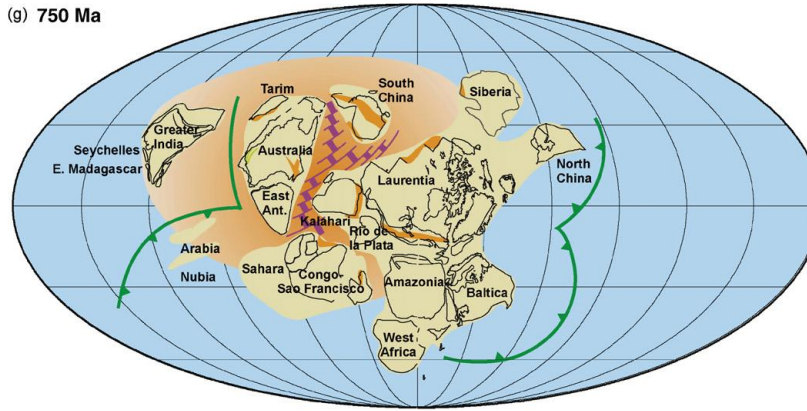 (g) 750 Ma
Tarim
South
China
Siberia
Greater
India
Seychelles
E. Madagascar
Australia
North
China
Laurentia
East
Ant.
Kalahari
Rio de
la Plata
Arabia
Nubia
Sahara
Congo-
Sao Francisco
Amazonia
Baltica
West
Africa